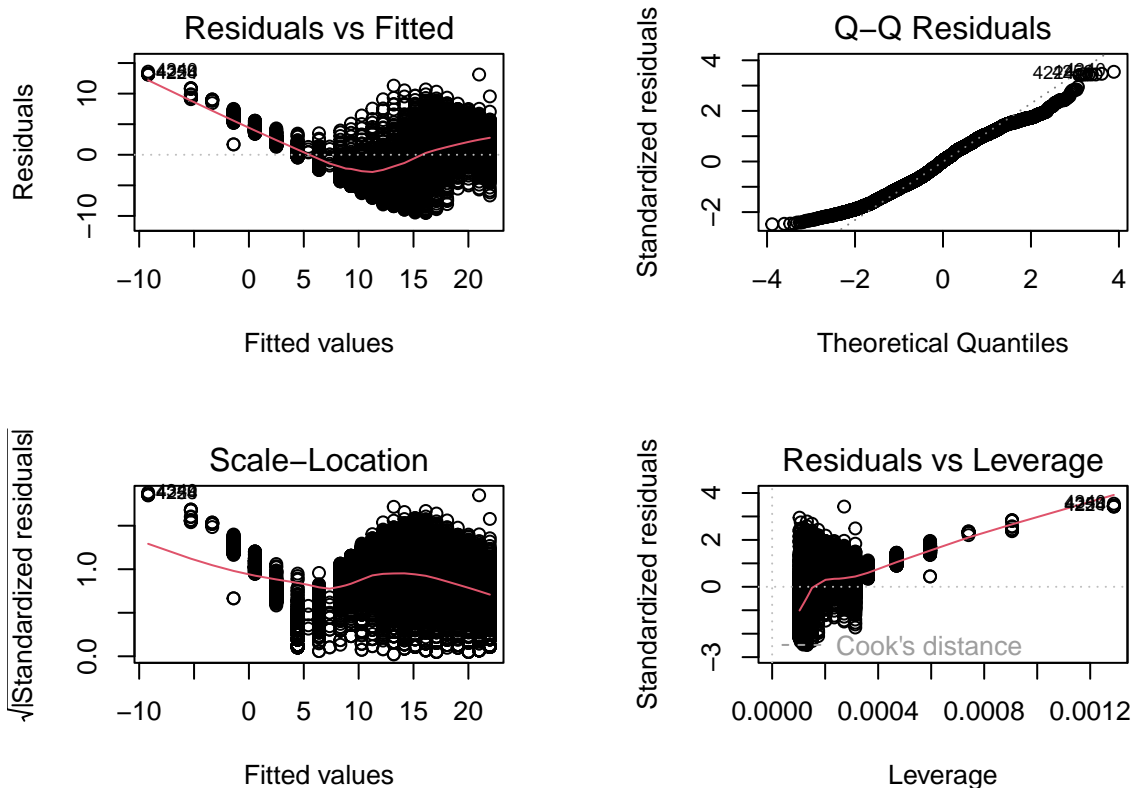 Residuals vs Fitted
Residuals
10
0
−10
−10 0 5 10 15 20
Fitted values
Q−Q Residuals
Standardized residuals
4
2
0
−2
−4 −2 0 2 4
Theoretical Quantiles
Scale−Location
√|Standardized residuals|
1.0
0.0
−10 0 5 10 15 20
Fitted values
Residuals vs Leverage
Standardized residuals
4
2
0
−3
Cook's distance
0.0000 0.0004 0.0008 0.0012
Leverage